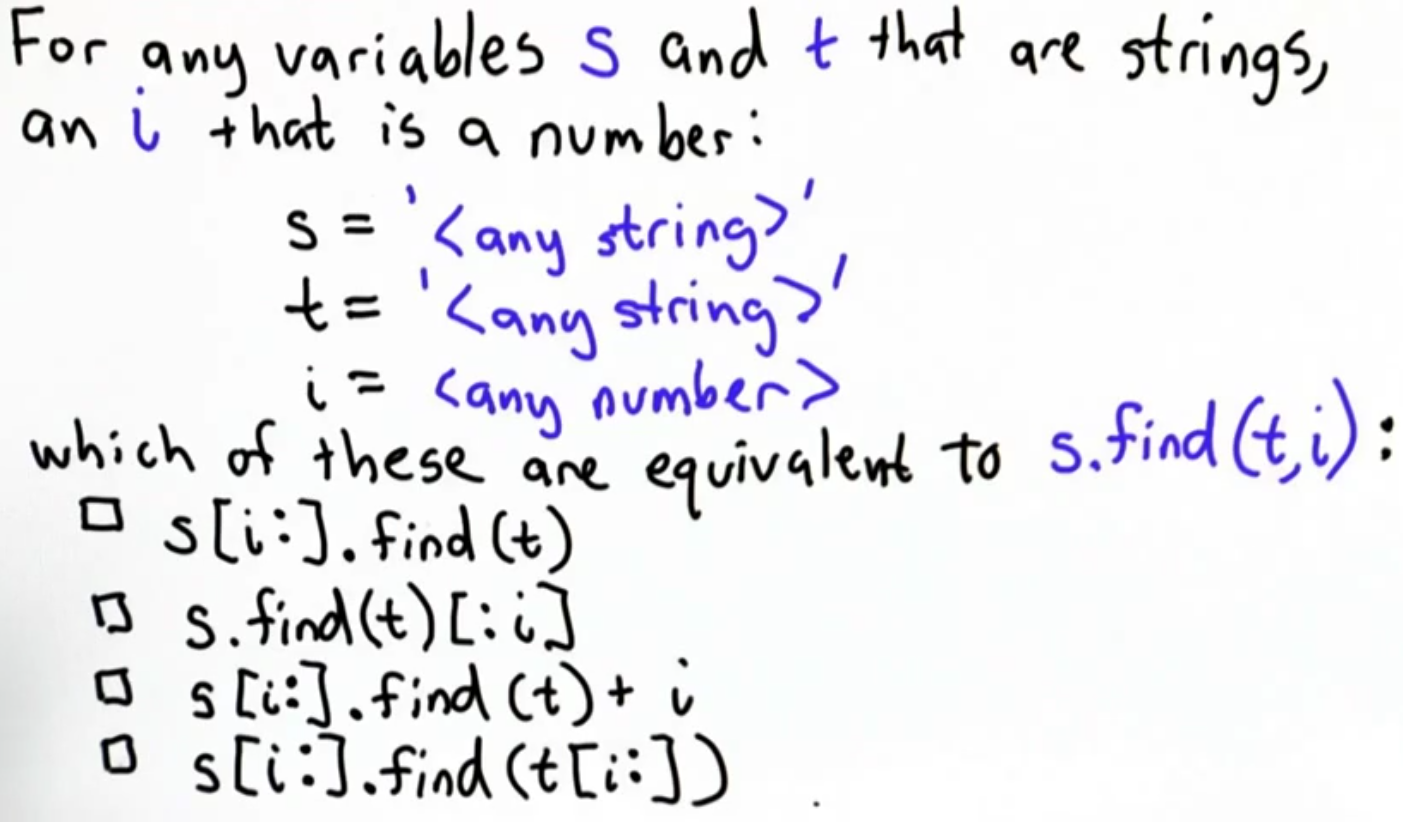 For any variables s and t that are strings,
an i that is a number:
s = '<any string>'
t = '<any string>'
i = <any number>
which of these are equivalent to s.find(t,i):
□ s[i:].find(t)
□ s.find(t)[:i]
□ s[i:].find(t) + i
□ s[i:].find(t[i:])